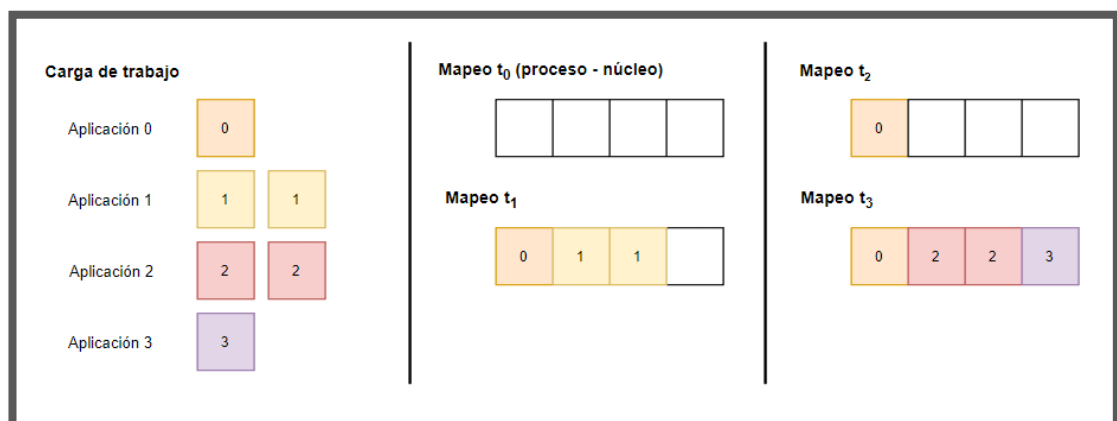 Carga de trabajo
Aplicación 0
0
Aplicación 1
1 1
Aplicación 2
2 2
Aplicación 3
3
Mapeo t0 (proceso - núcleo)
Mapeo t1
0 1 1
Mapeo t2
0
Mapeo t3
0 2 2 3